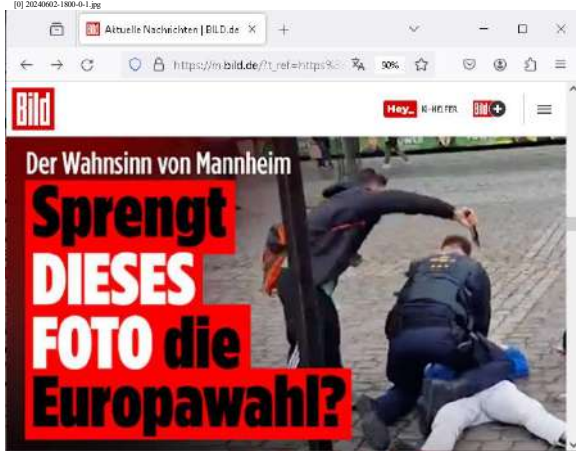 [0] 20240602-1800-0-1.jpg
Aktuelle Nachrichten | BILD.de
https://m.bild.de/?t_ref=https%3
90%
Bild
Hey_ KI-HELFER Bild
Der Wahnsinn von Mannheim
Sprengt
DIESES
FOTO die
Europawahl?